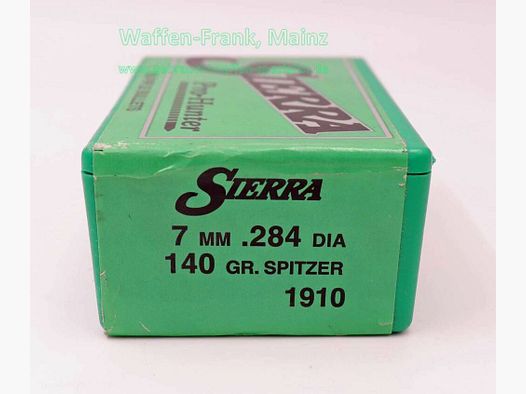 Waffen-Frank, Mainz
SIERRA
Pro-Hunter
SIERRA
7 MM .284 DIA
140 GR. SPITZER
1910